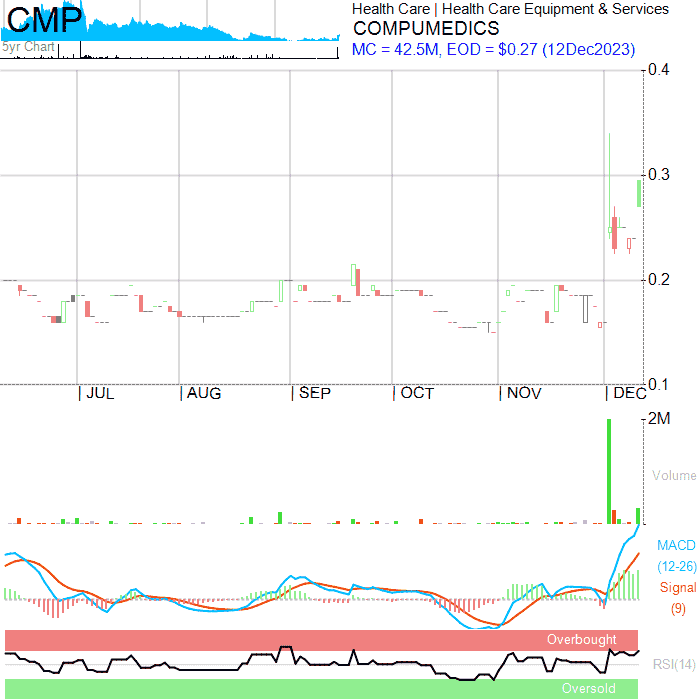 CMP
5yr Chart
Health Care | Health Care Equipment & Services
COMPUMEDICS
MC = 42.5M, EOD = $0.27 (12Dec2023)
0.4
0.3
0.2
0.1
| JUL
| AUG
| SEP
| OCT
| NOV
| DEC
2M
Volume
MACD
(12-26)
Signal
(9)
Overbought
RSI(14)
Oversold